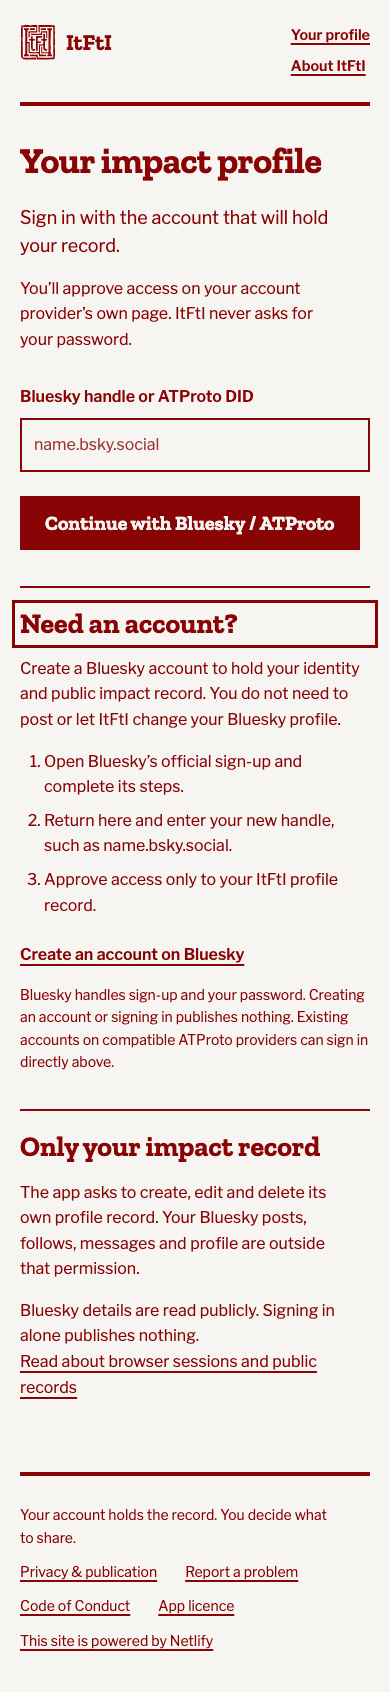 ItFtI
ItFtI
Your profile
About ItFtI
Your impact profile
Sign in with the account that will hold
your record.
You’ll approve access on your account
provider’s own page. ItFtI never asks for
your password.
Bluesky handle or ATProto DID
name.bsky.social
Continue with Bluesky / ATProto
Need an account?
Create a Bluesky account to hold your identity
and public impact record. You do not need to
post or let ItFtI change your Bluesky profile.
1. Open Bluesky’s official sign-up and
complete its steps.
2. Return here and enter your new handle,
such as name.bsky.social.
3. Approve access only to your ItFtI profile
record.
Create an account on Bluesky
Bluesky handles sign-up and your password. Creating
an account or signing in publishes nothing. Existing
accounts on compatible ATProto providers can sign in
directly above.
Only your impact record
The app asks to create, edit and delete its
own profile record. Your Bluesky posts,
follows, messages and profile are outside
that permission.
Bluesky details are read publicly. Signing in
alone publishes nothing.
Read about browser sessions and public
records
Your account holds the record. You decide what
to share.
Privacy & publication Report a problem
Code of Conduct App licence
This site is powered by Netlify